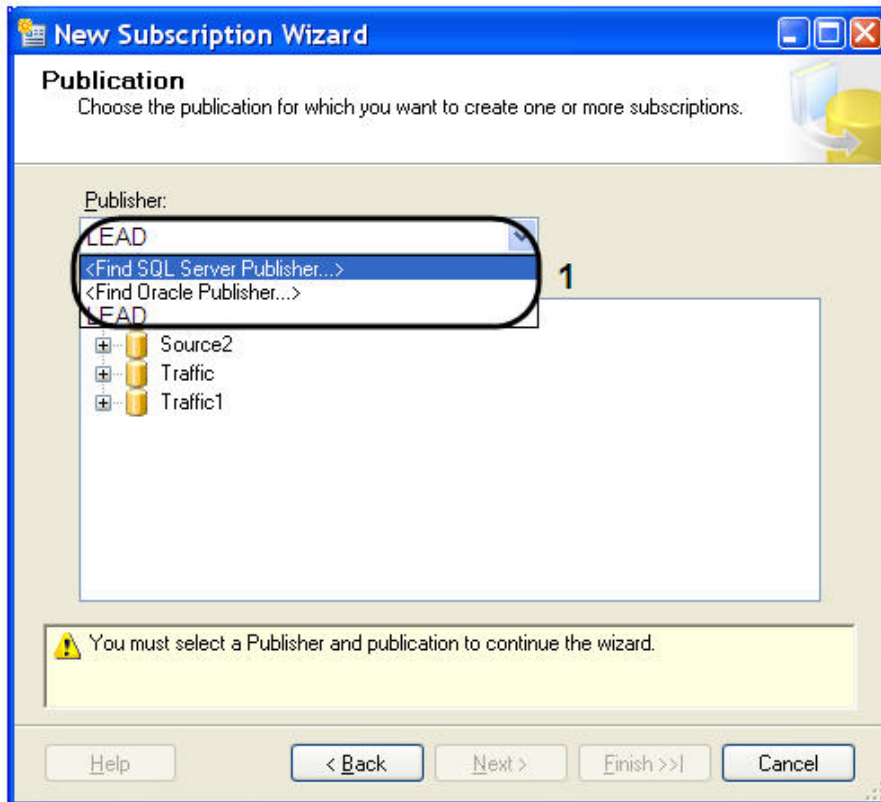 New Subscription Wizard
Publication
Choose the publication for which you want to create one or more subscriptions.
Publisher:
LEAD
<Find SQL Server Publisher...>
<Find Oracle Publisher...>
LEAD
1
Source2
Traffic
Traffic1
You must select a Publisher and publication to continue the wizard.
Help
< Back
Next >
Finish >>|
Cancel